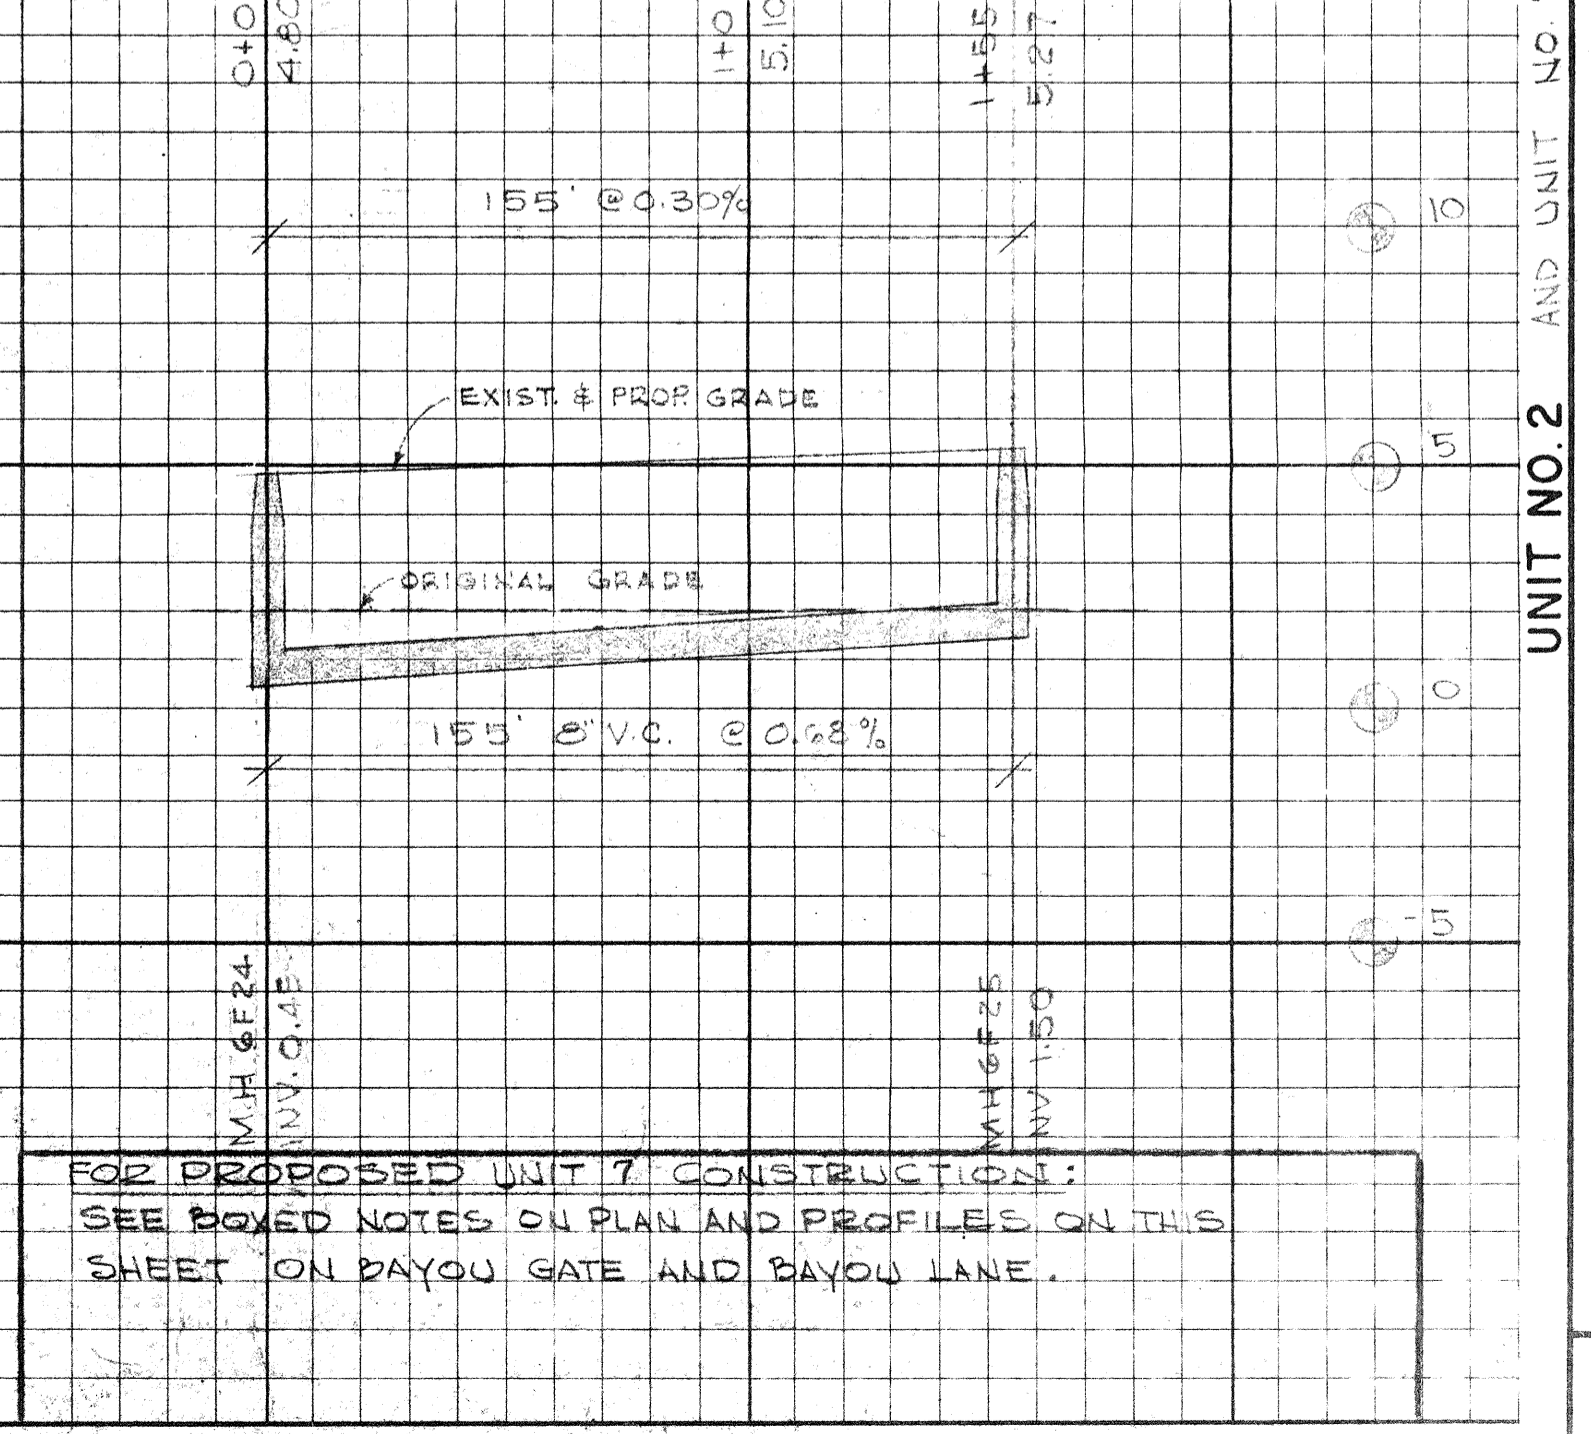 0+0
4.80
1+0
5.10
1+55
5.27
155' @ 0.30%
10
EXIST. & PROP. GRADE
5
ORIGINAL GRADE
0
155' 8" V.C. @ 0.68%
-5
M.H. 6F24
INV. 0.45
MH 6F25
INV 1.50
UNIT NO. 2 AND UNIT NO.
FOR PROPOSED UNIT 7 CONSTRUCTION:
SEE BOXED NOTES ON PLAN AND PROFILES ON THIS
SHEET ON BAYOU GATE AND BAYOU LANE.